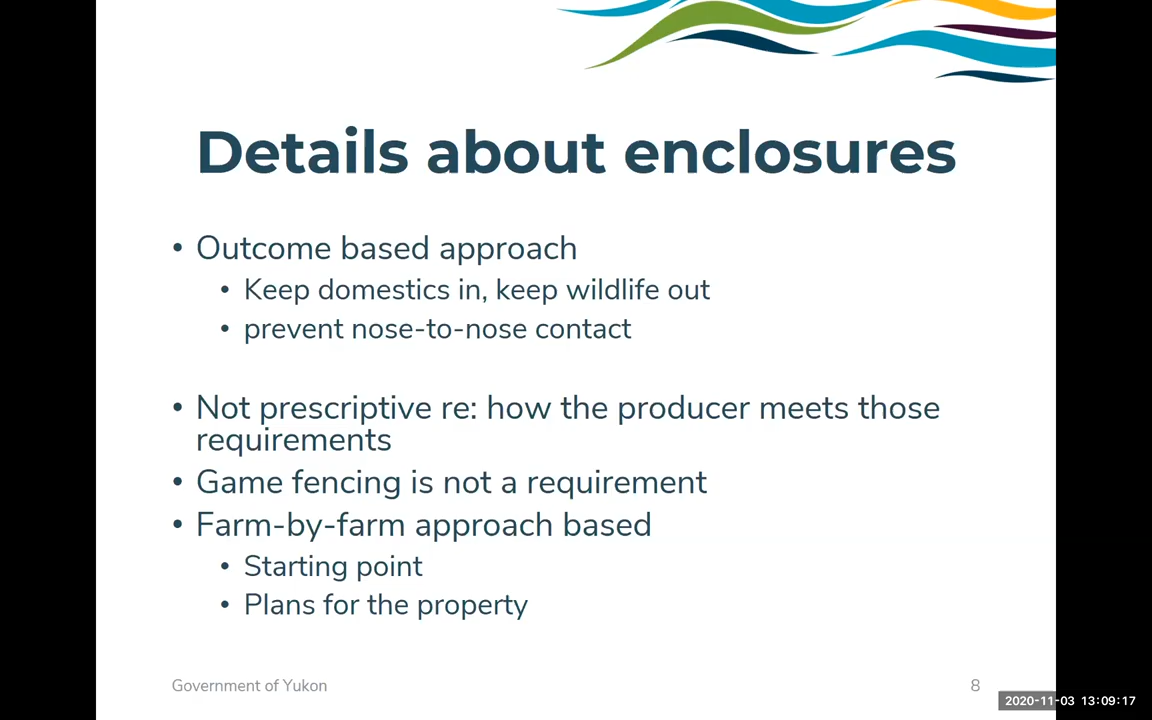 Details about enclosures
• Outcome based approach
• Keep domestics in, keep wildlife out
• prevent nose-to-nose contact
• Not prescriptive re: how the producer meets those
requirements
• Game fencing is not a requirement
• Farm-by-farm approach based
• Starting point
• Plans for the property
Government of Yukon
8
2020-11-03 13:09:17